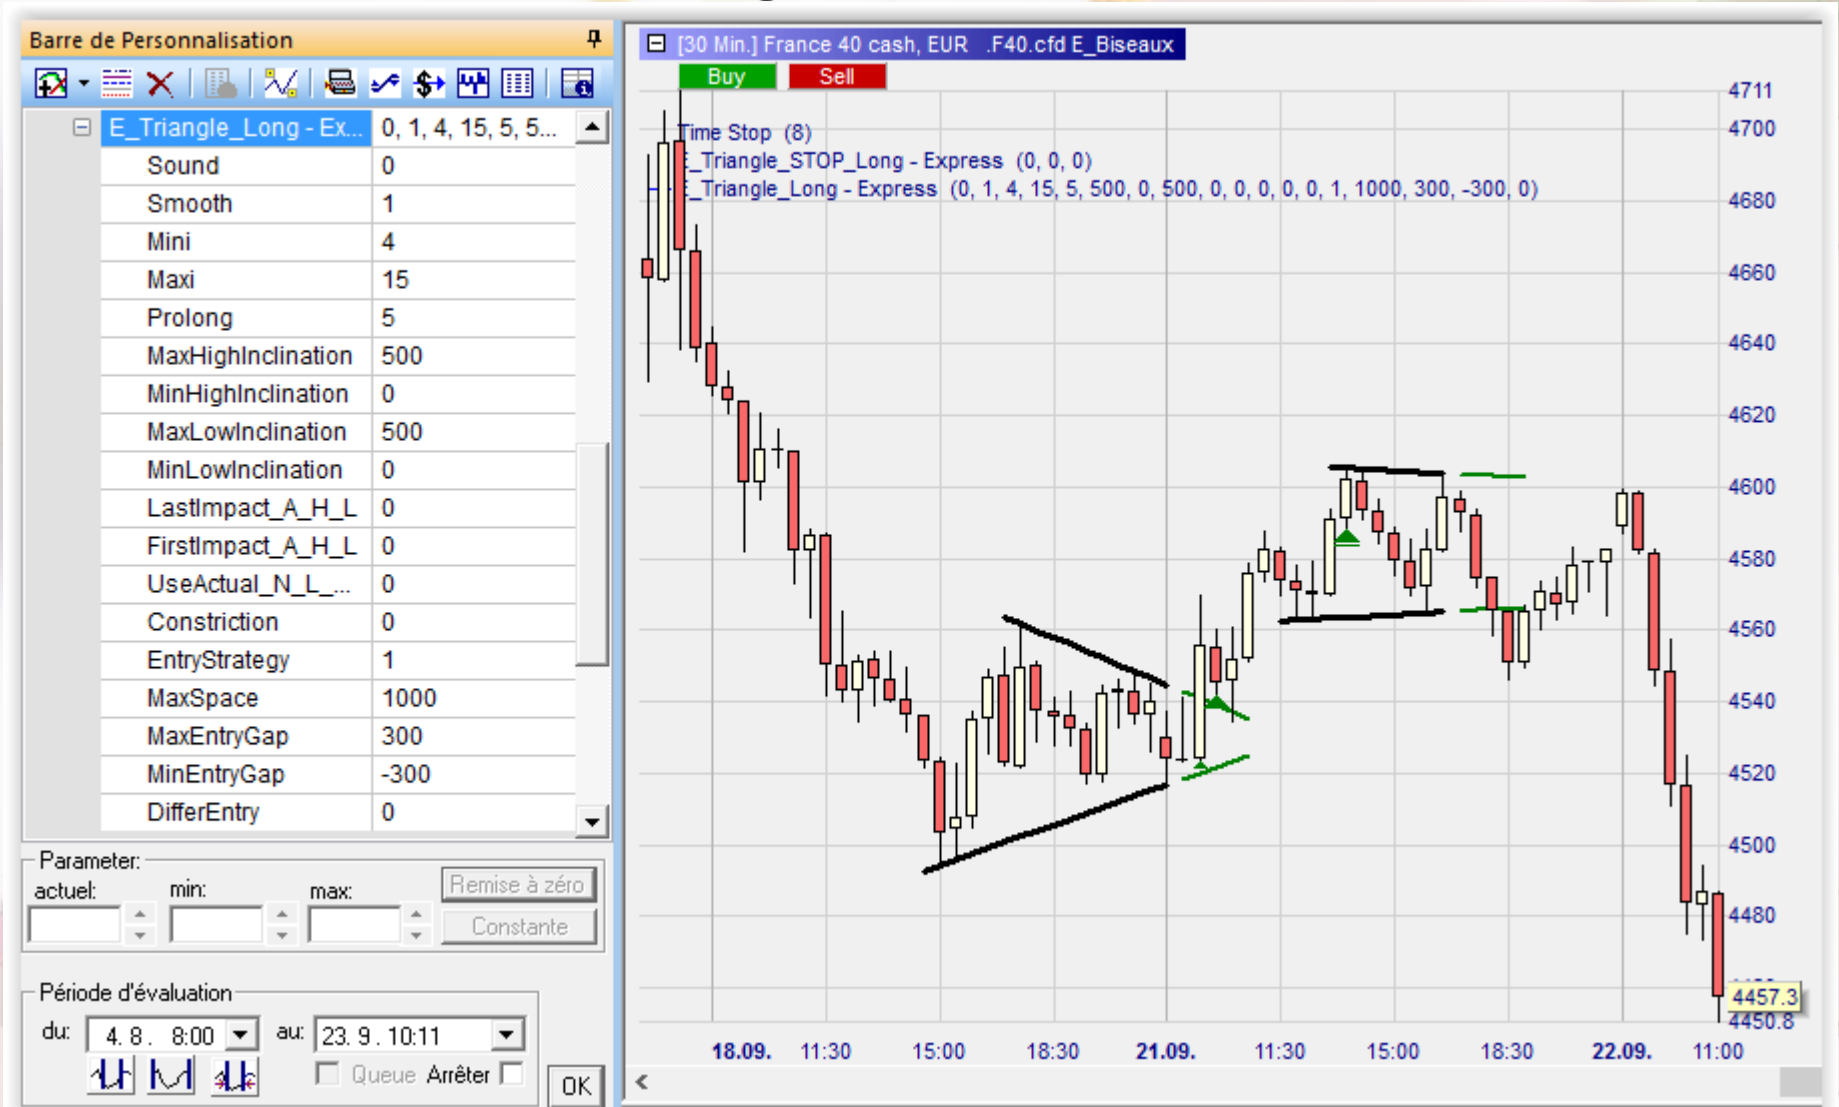 Barre de Personnalisation
E_Triangle_Long - Ex... 0, 1, 4, 15, 5, 5...
Sound 0
Smooth 1
Mini 4
Maxi 15
Prolong 5
MaxHighInclination 500
MinHighInclination 0
MaxLowInclination 500
MinLowInclination 0
LastImpact_A_H_L 0
FirstImpact_A_H_L 0
UseActual_N_L_... 0
Constriction 0
EntryStrategy 1
MaxSpace 1000
MaxEntryGap 300
MinEntryGap -300
DifferEntry 0
Parameter:
actuel: min: max:
Remise à zéro
Constante
Période d'évaluation
du: 4. 8. 8:00 au: 23. 9. 10:11
Queue Arrêter
OK
[30 Min.] France 40 cash, EUR .F40.cfd E_Biseaux
Buy Sell
Time Stop (8)
E_Triangle_STOP_Long - Express (0, 0, 0)
E_Triangle_Long - Express (0, 1, 4, 15, 5, 500, 0, 500, 0, 0, 0, 0, 0, 1, 1000, 300, -300, 0)
4711
4700
4680
4660
4640
4620
4600
4580
4560
4540
4520
4500
4480
4457.3
4450.8
18.09. 11:30 15:00 18:30 21.09. 11:30 15:00 18:30 22.09. 11:00